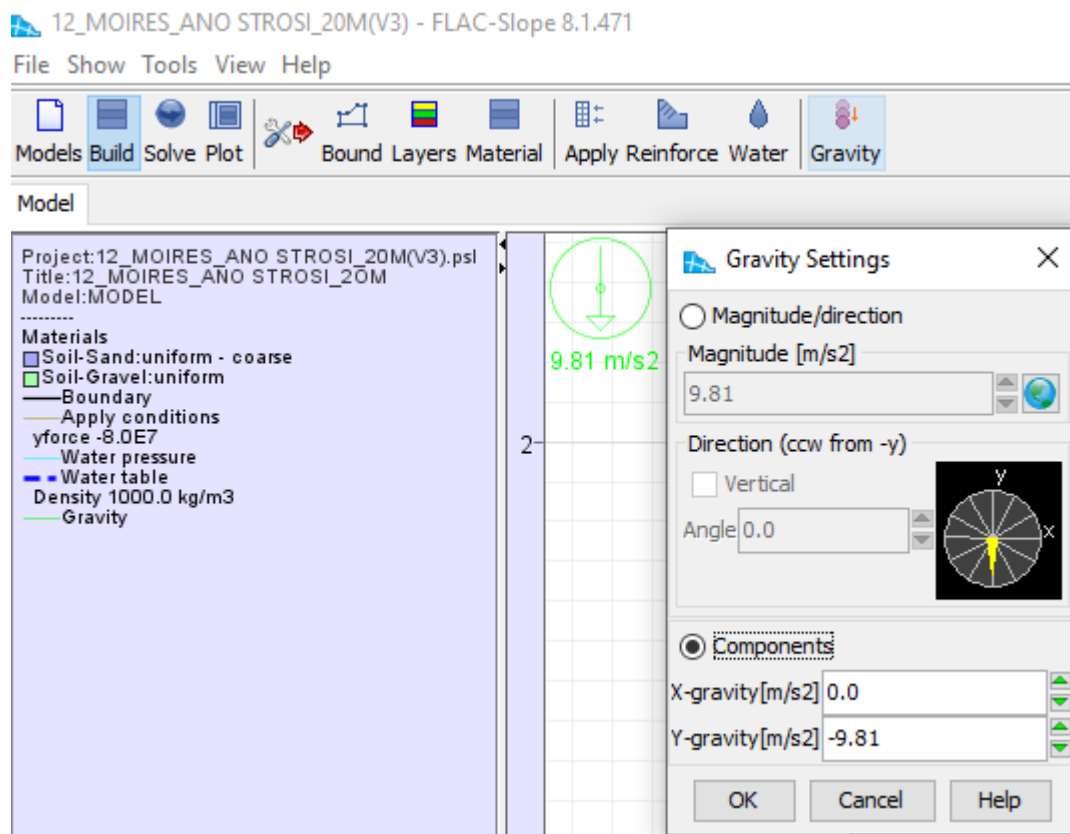 12_MOIRES_ANO STROSI_20M(V3) - FLAC-Slope 8.1.471
File Show Tools View Help
Models Build Solve Plot Bound Layers Material Apply Reinforce Water Gravity
Model
Project:12_MOIRES_ANO STROSI_20M(V3).psl
Title:12_MOIRES_ANO STROSI_2OM
Model:MODEL
---------
Materials
Soil-Sand:uniform - coarse
Soil-Gravel:uniform
Boundary
Apply conditions
yforce -8.0E7
Water pressure
Water table
Density 1000.0 kg/m3
Gravity
9.81 m/s2
2
Gravity Settings
Magnitude/direction
Magnitude [m/s2]
9.81
Direction (ccw from -y)
Vertical
Angle 0.0
y
x
Components
X-gravity[m/s2] 0.0
Y-gravity[m/s2] -9.81
OK Cancel Help